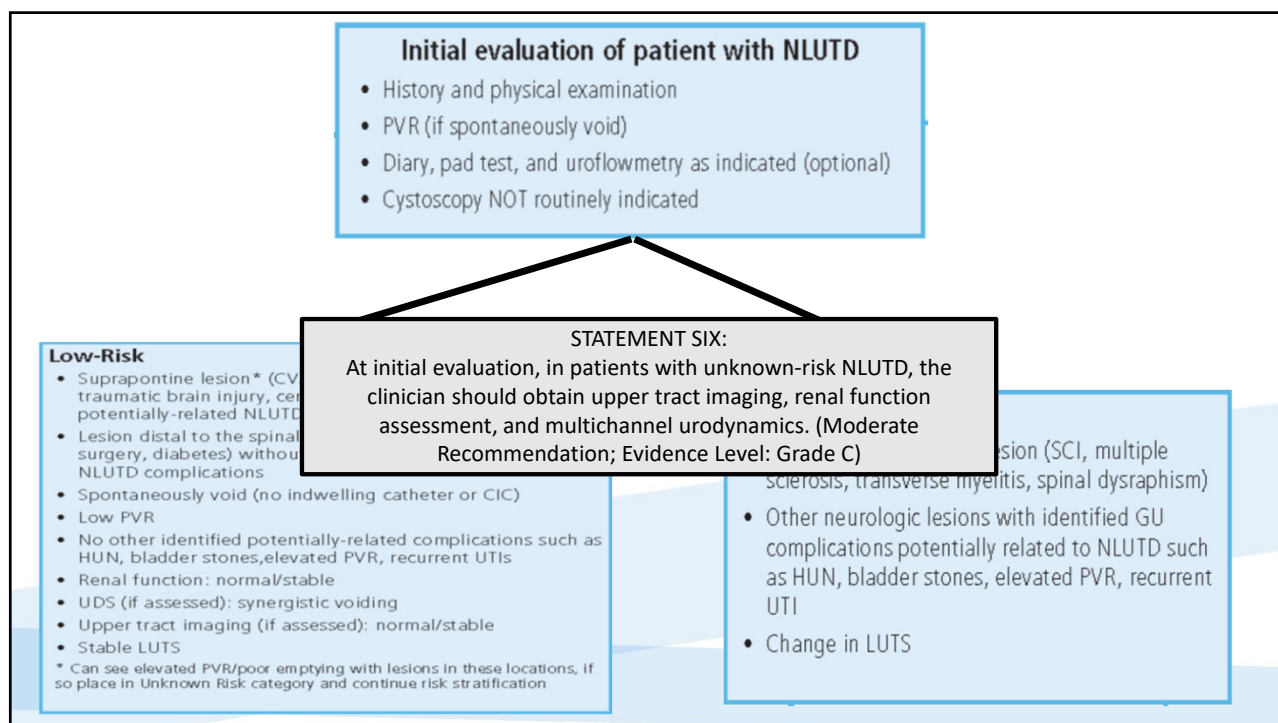 Initial evaluation of patient with NLUTD
• History and physical examination
• PVR (if spontaneously void)
• Diary, pad test, and uroflowmetry as indicated (optional)
• Cystoscopy NOT routinely indicated
STATEMENT SIX:
At initial evaluation, in patients with unknown-risk NLUTD, the
clinician should obtain upper tract imaging, renal function
assessment, and multichannel urodynamics. (Moderate
Recommendation; Evidence Level: Grade C)
Low-Risk
• Suprapontine lesion* (CV
traumatic brain injury, cer
potentially-related NLUTD
• Lesion distal to the spinal
surgery, diabetes) without
NLUTD complications
• Spontaneously void (no indwelling catheter or CIC)
• Low PVR
• No other identified potentially-related complications such as
HUN, bladder stones,elevated PVR, recurrent UTIs
• Renal function: normal/stable
• UDS (if assessed): synergistic voiding
• Upper tract imaging (if assessed): normal/stable
• Stable LUTS
* Can see elevated PVR/poor emptying with lesions in these locations, if
so place in Unknown Risk category and continue risk stratification
esion (SCI, multiple
sclerosis, transverse myelitis, spinal dysraphism)
• Other neurologic lesions with identified GU
complications potentially related to NLUTD such
as HUN, bladder stones, elevated PVR, recurrent
UTI
• Change in LUTS